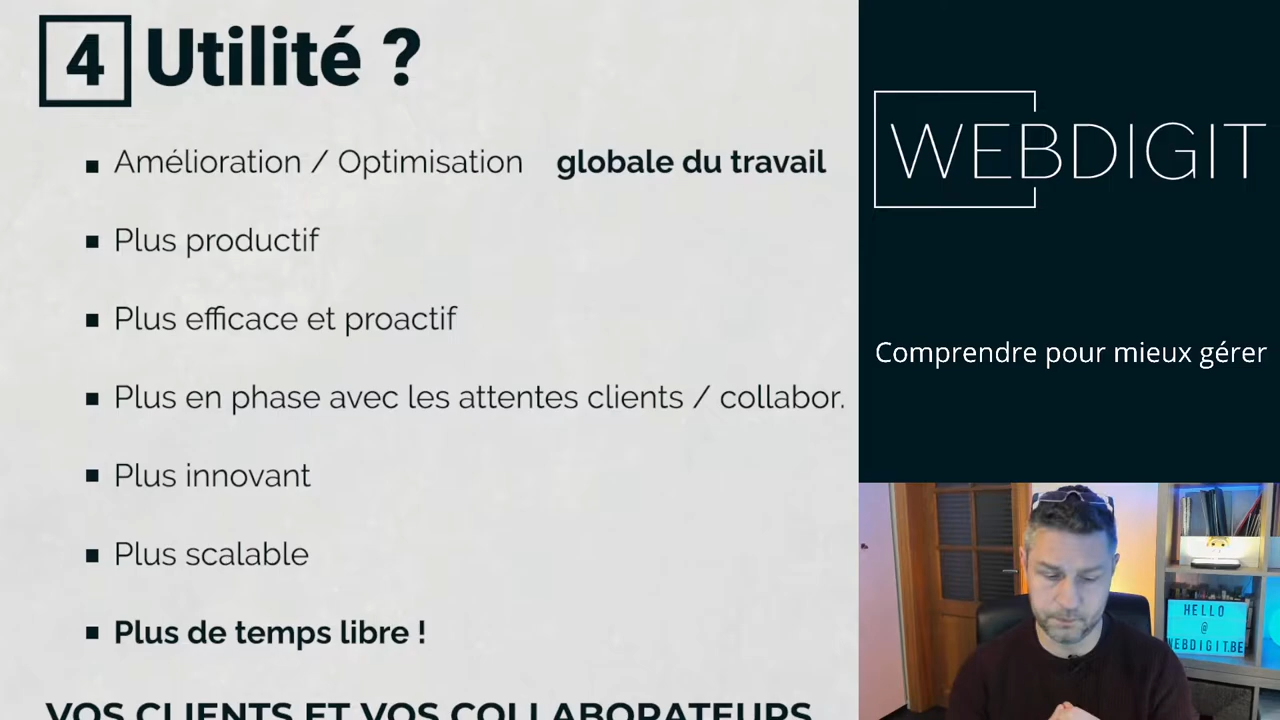 4 Utilité ?
Amélioration / Optimisation globale du travail
Plus productif
Plus efficace et proactif
Plus en phase avec les attentes clients / collabor.
Plus innovant
Plus scalable
Plus de temps libre !
VOS CLIENTS ET VOS COLLABORATEURS
WEBDIGIT
Comprendre pour mieux gérer
HELLO
@
WEBDIGIT.BE